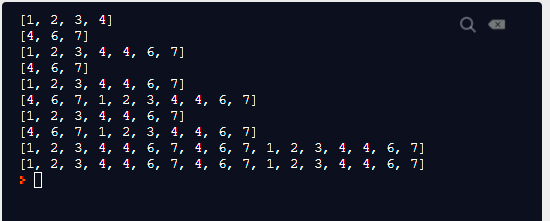 [1, 2, 3, 4]
[4, 6, 7]
[1, 2, 3, 4, 4, 6, 7]
[4, 6, 7]
[1, 2, 3, 4, 4, 6, 7]
[4, 6, 7, 1, 2, 3, 4, 4, 6, 7]
[1, 2, 3, 4, 4, 6, 7]
[4, 6, 7, 1, 2, 3, 4, 4, 6, 7]
[1, 2, 3, 4, 4, 6, 7, 4, 6, 7, 1, 2, 3, 4, 4, 6, 7]
[1, 2, 3, 4, 4, 6, 7, 4, 6, 7, 1, 2, 3, 4, 4, 6, 7]